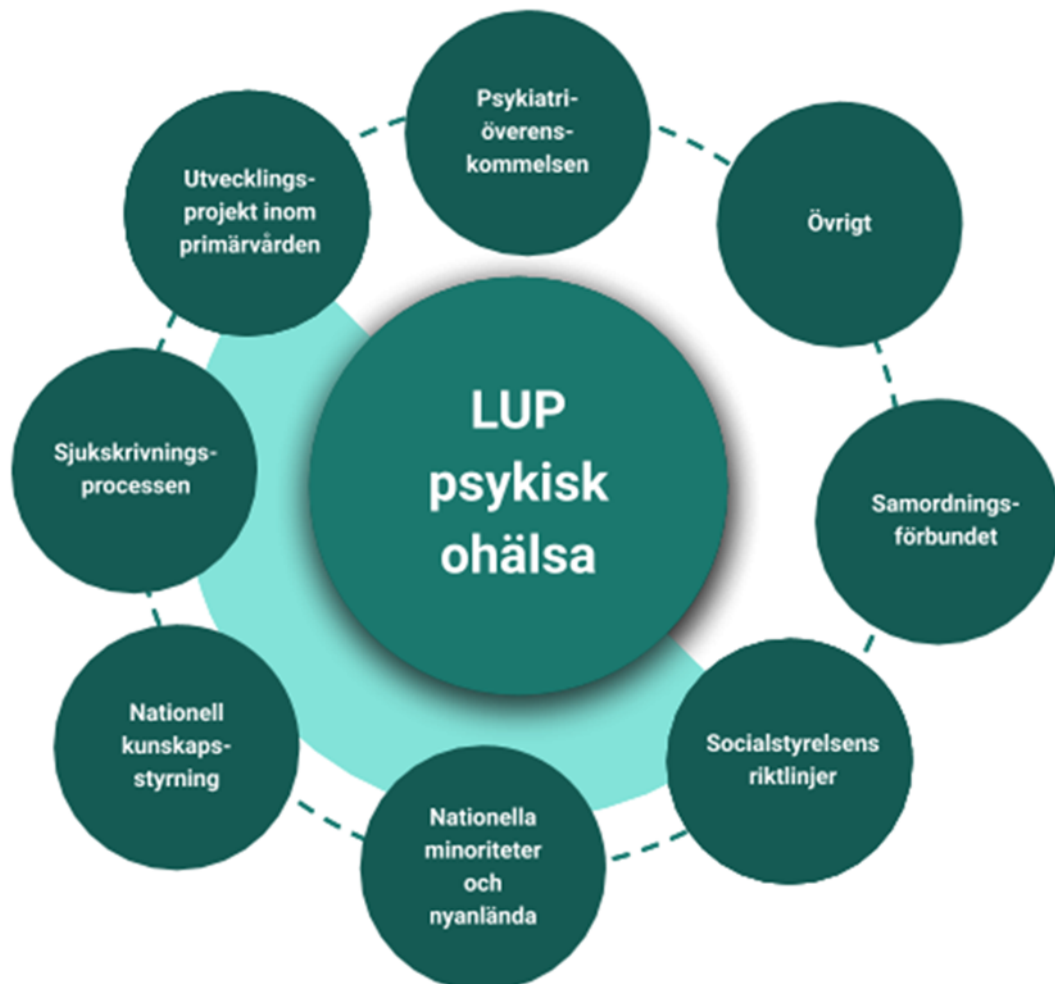 Psykiatri-
överens-
kommelsen
Övrigt
Samordnings-
förbundet
Socialstyrelsens
riktlinjer
Nationella
minoriteter
och
nyanlända
Nationell
kunskaps-
styrning
Sjukskrivnings-
processen
Utvecklings-
projekt inom
primärvården
LUP
psykisk
ohälsa